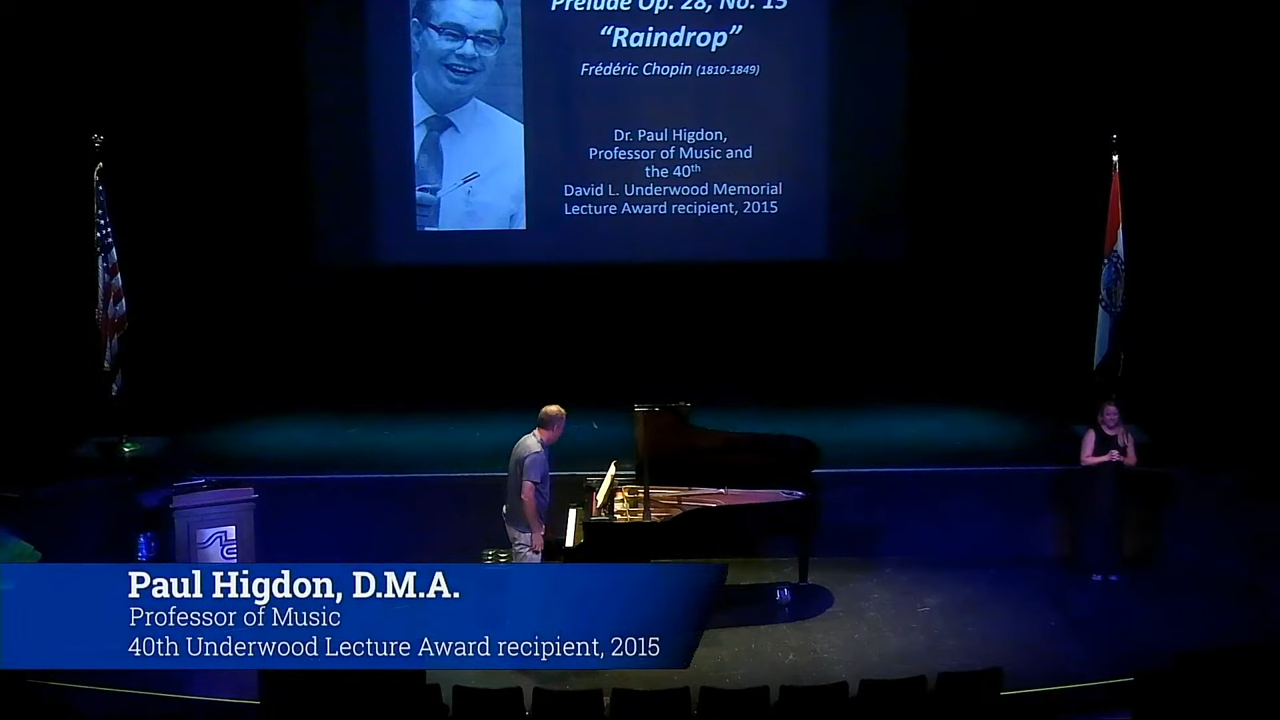 Prelude Op. 28, No. 15
“Raindrop”
Frédéric Chopin (1810-1849)
Dr. Paul Higdon,
Professor of Music and
the 40th
David L. Underwood Memorial
Lecture Award recipient, 2015
Paul Higdon, D.M.A.
Professor of Music
40th Underwood Lecture Award recipient, 2015